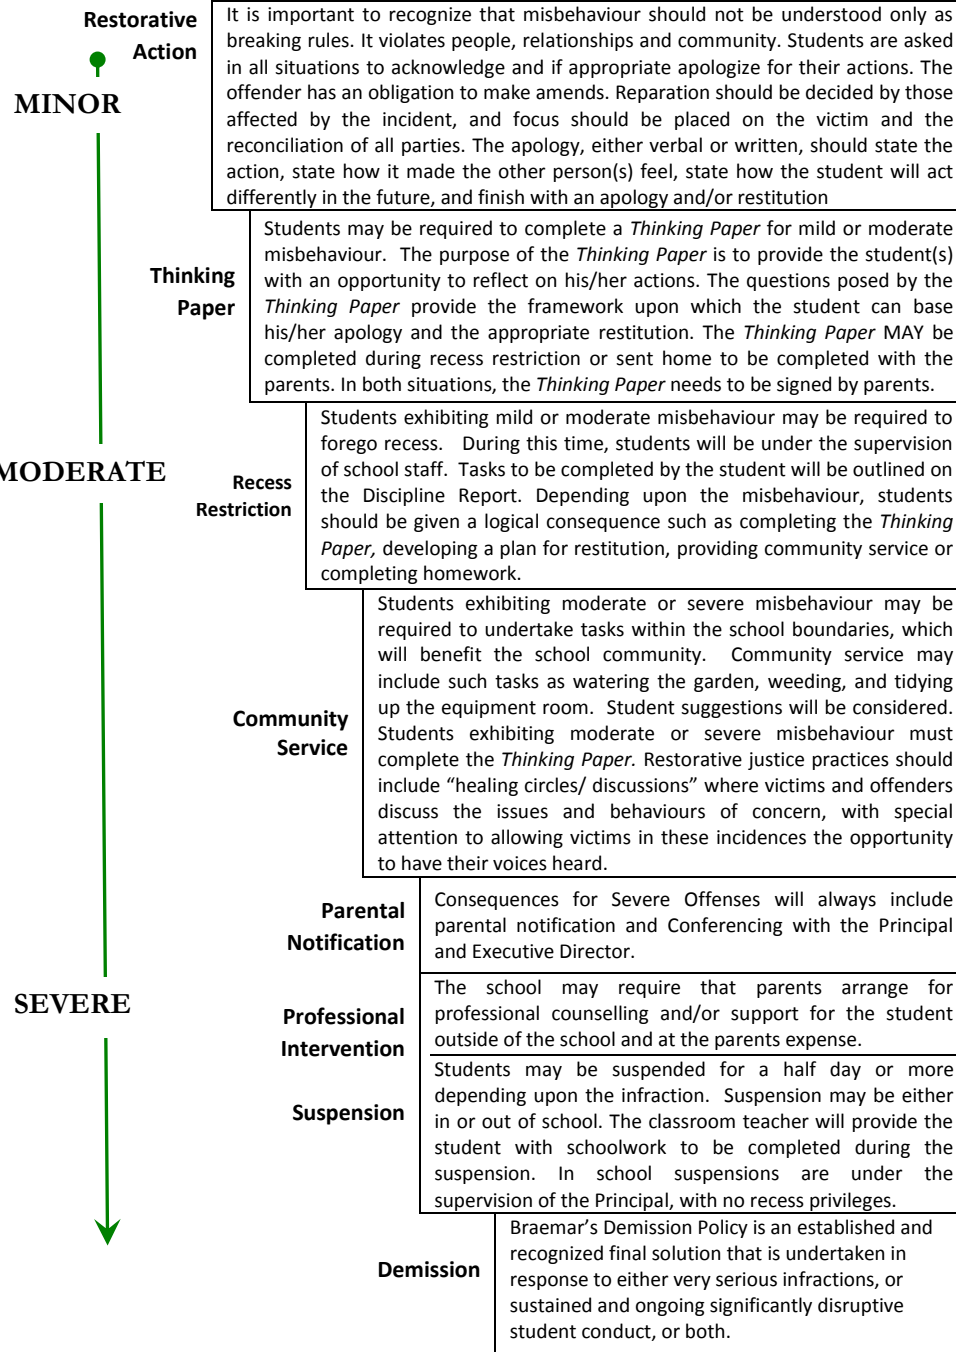 Restorative
Action
It is important to recognize that misbehaviour should not be understood only as
breaking rules. It violates people, relationships and community. Students are asked
in all situations to acknowledge and if appropriate apologize for their actions. The
offender has an obligation to make amends. Reparation should be decided by those
affected by the incident, and focus should be placed on the victim and the
reconciliation of all parties. The apology, either verbal or written, should state the
action, state how it made the other person(s) feel, state how the student will act
differently in the future, and finish with an apology and/or restitution
MINOR
Thinking
Paper
Students may be required to complete a Thinking Paper for mild or moderate
misbehaviour. The purpose of the Thinking Paper is to provide the student(s)
with an opportunity to reflect on his/her actions. The questions posed by the
Thinking Paper provide the framework upon which the student can base
his/her apology and the appropriate restitution. The Thinking Paper MAY be
completed during recess restriction or sent home to be completed with the
parents. In both situations, the Thinking Paper needs to be signed by parents.
MODERATE
Recess
Restriction
Students exhibiting mild or moderate misbehaviour may be required to
forego recess. During this time, students will be under the supervision
of school staff. Tasks to be completed by the student will be outlined on
the Discipline Report. Depending upon the misbehaviour, students
should be given a logical consequence such as completing the Thinking
Paper, developing a plan for restitution, providing community service or
completing homework.
Community
Service
Students exhibiting moderate or severe misbehaviour may be
required to undertake tasks within the school boundaries, which
will benefit the school community. Community service may
include such tasks as watering the garden, weeding, and tidying
up the equipment room. Student suggestions will be considered.
Students exhibiting moderate or severe misbehaviour must
complete the Thinking Paper. Restorative justice practices should
include “healing circles/ discussions” where victims and offenders
discuss the issues and behaviours of concern, with special
attention to allowing victims in these incidences the opportunity
to have their voices heard.
Parental
Notification
Consequences for Severe Offenses will always include
parental notification and Conferencing with the Principal
and Executive Director.
SEVERE
Professional
Intervention
The school may require that parents arrange for
professional counselling and/or support for the student
outside of the school and at the parents expense.
Suspension
Students may be suspended for a half day or more
depending upon the infraction. Suspension may be either
in or out of school. The classroom teacher will provide the
student with schoolwork to be completed during the
suspension. In school suspensions are under the
supervision of the Principal, with no recess privileges.
Demission
Braemar’s Demission Policy is an established and
recognized final solution that is undertaken in
response to either very serious infractions, or
sustained and ongoing significantly disruptive
student conduct, or both.